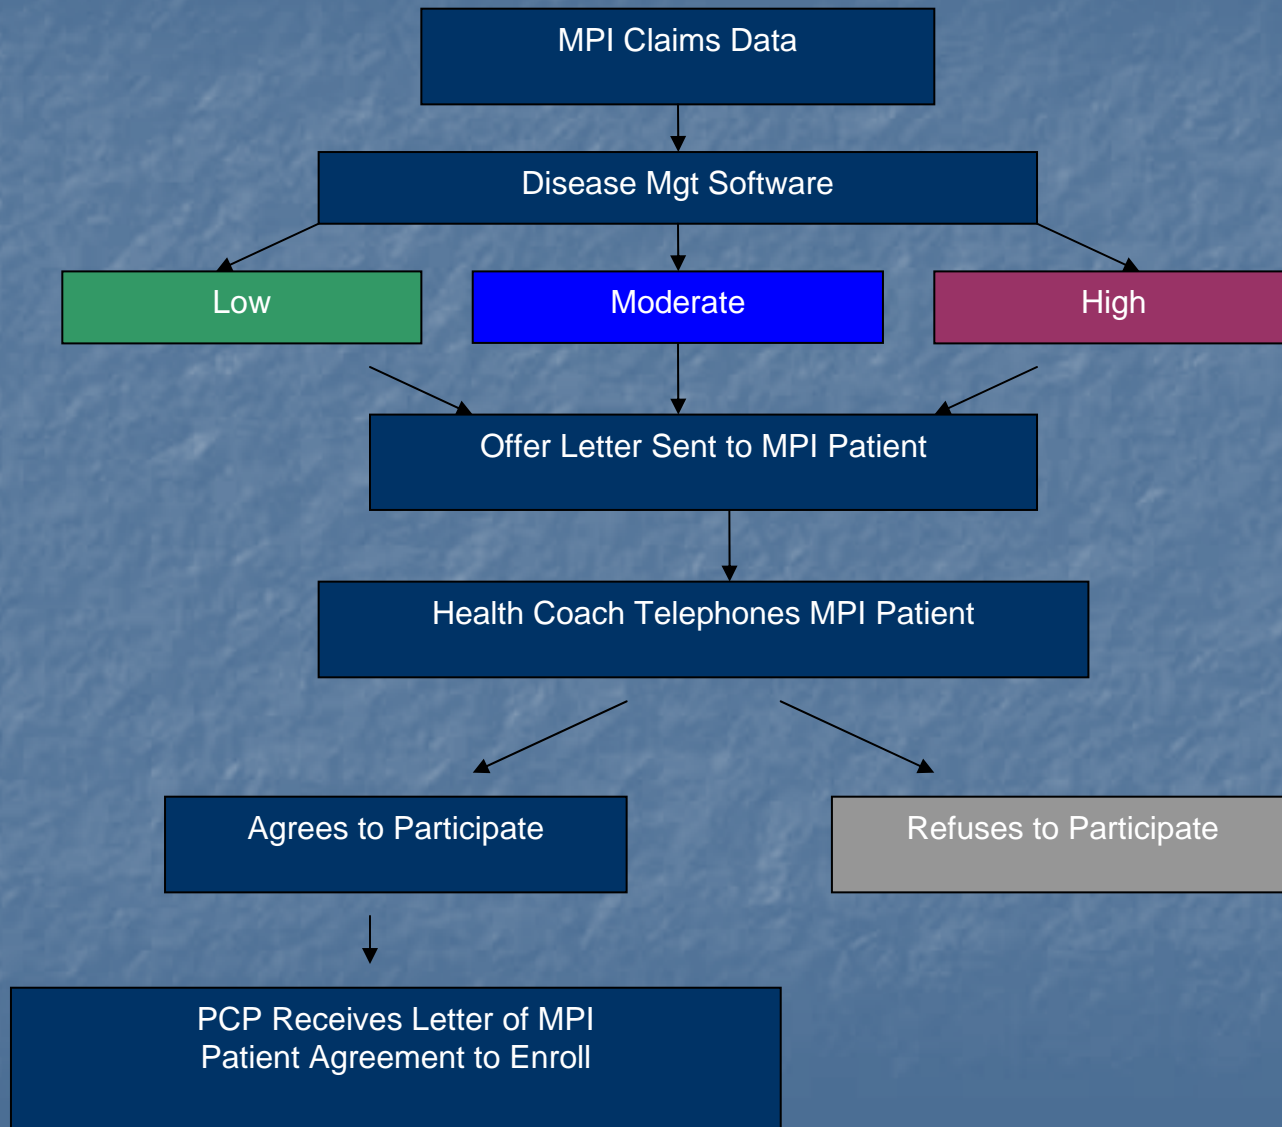 MPI Claims Data
Disease Mgt Software
Low
Moderate
High
Offer Letter Sent to MPI Patient
Health Coach Telephones MPI Patient
Agrees to Participate
Refuses to Participate
PCP Receives Letter of MPI
Patient Agreement to Enroll